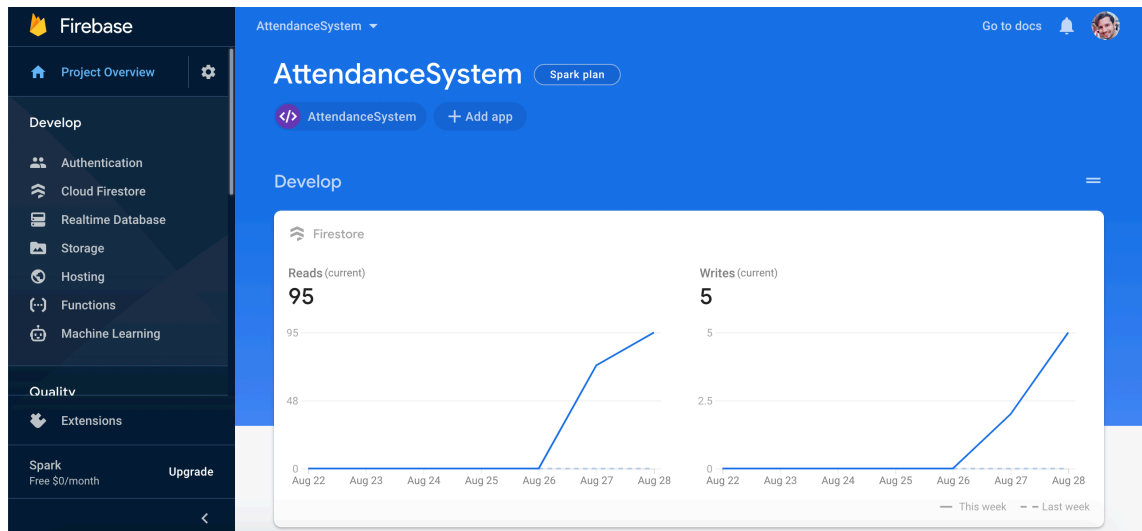 Firebase
Project Overview
Develop
Authentication
Cloud Firestore
Realtime Database
Storage
Hosting
Functions
Machine Learning
Quality
Extensions
Spark
Free $0/month
Upgrade
AttendanceSystem
Go to docs
AttendanceSystem
Spark plan
</> AttendanceSystem
+ Add app
Develop
Firestore
Reads (current)
95
95
48
0
Aug 22 Aug 23 Aug 24 Aug 25 Aug 26 Aug 27 Aug 28
Writes (current)
5
5
2.5
0
Aug 22 Aug 23 Aug 24 Aug 25 Aug 26 Aug 27 Aug 28
This week Last week